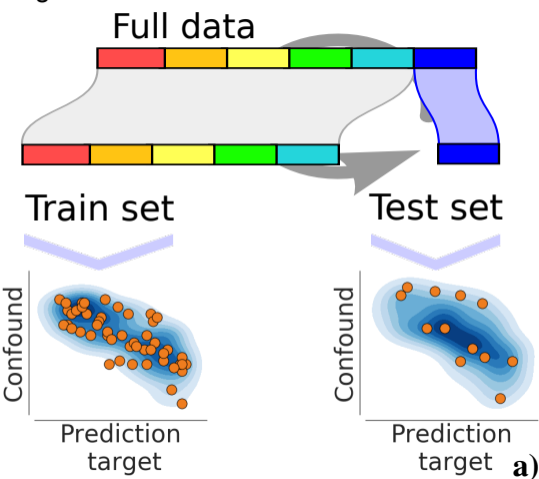 Full data
Train set
Test set
Confound
Prediction
target
Confound
Prediction
target
a)